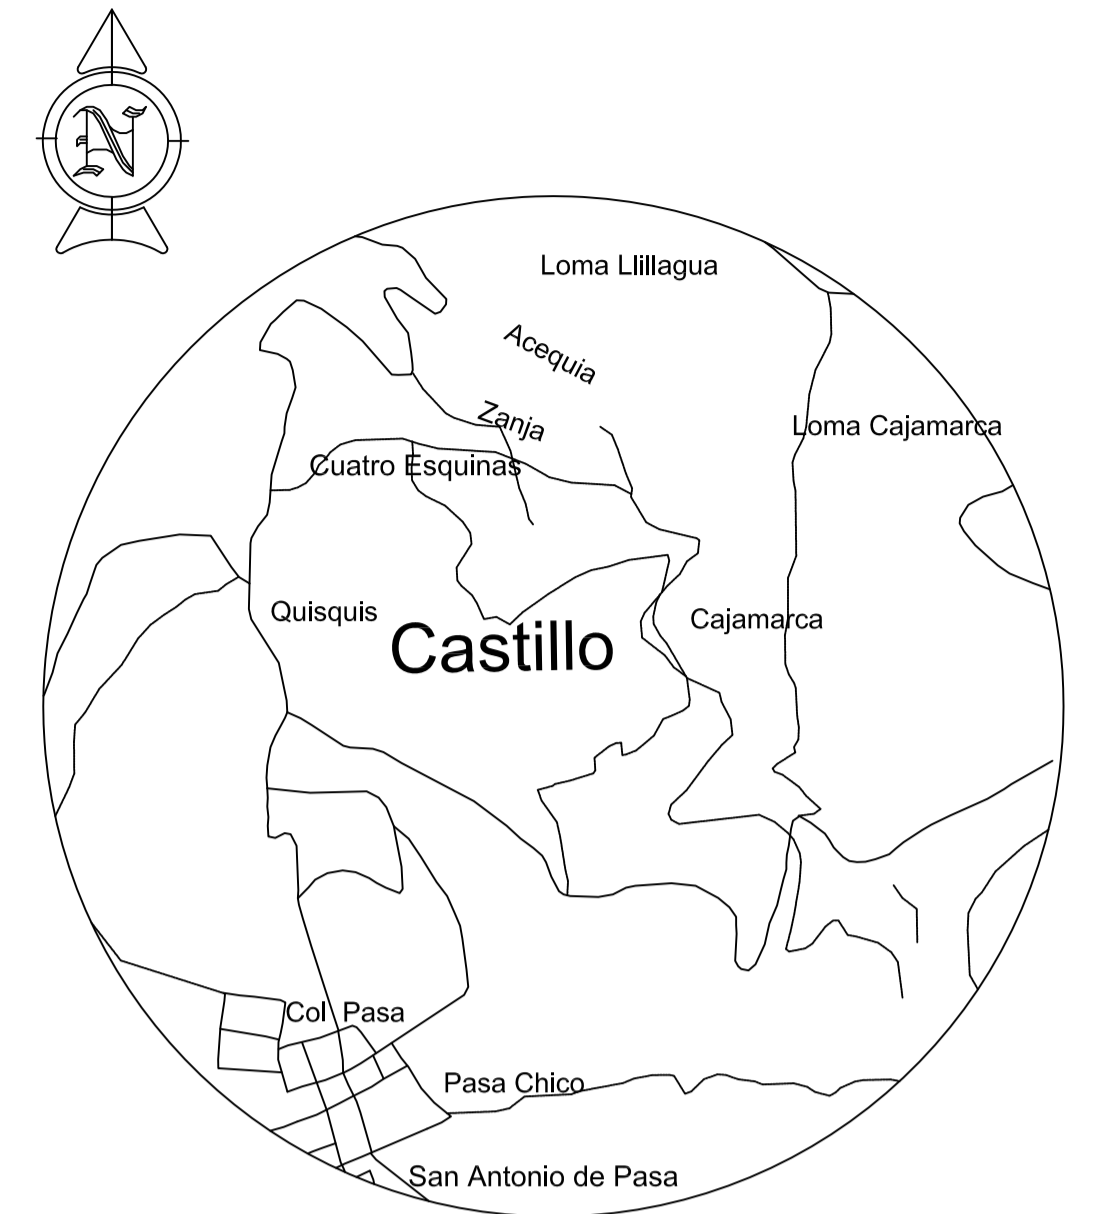 N
Loma Llillagua
Acequia
Zanja
Loma Cajamarca
Cuatro Esquinas
Quisquis
Castillo
Cajamarca
Col Pasa
Pasa Chico
San Antonio de Pasa